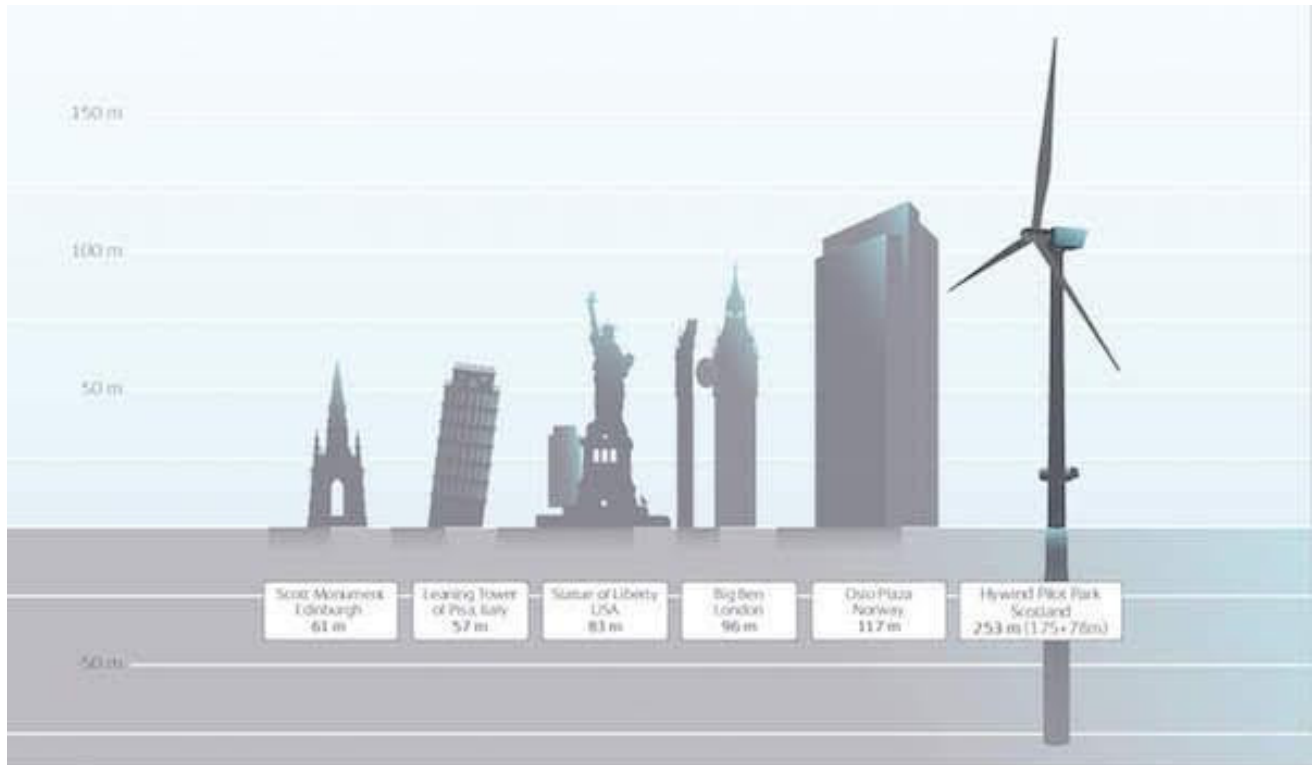 150 m
100 m
50 m
Scott Monument
Edinburgh
61 m
Leaning Tower
of Pisa, Italy
57 m
Statue of Liberty
USA
83 m
Big Ben
London
96 m
Oslo Plaza
Norway
117 m
Hywind Pilot Park
Scotland
253 m (175+78m)
-50 m